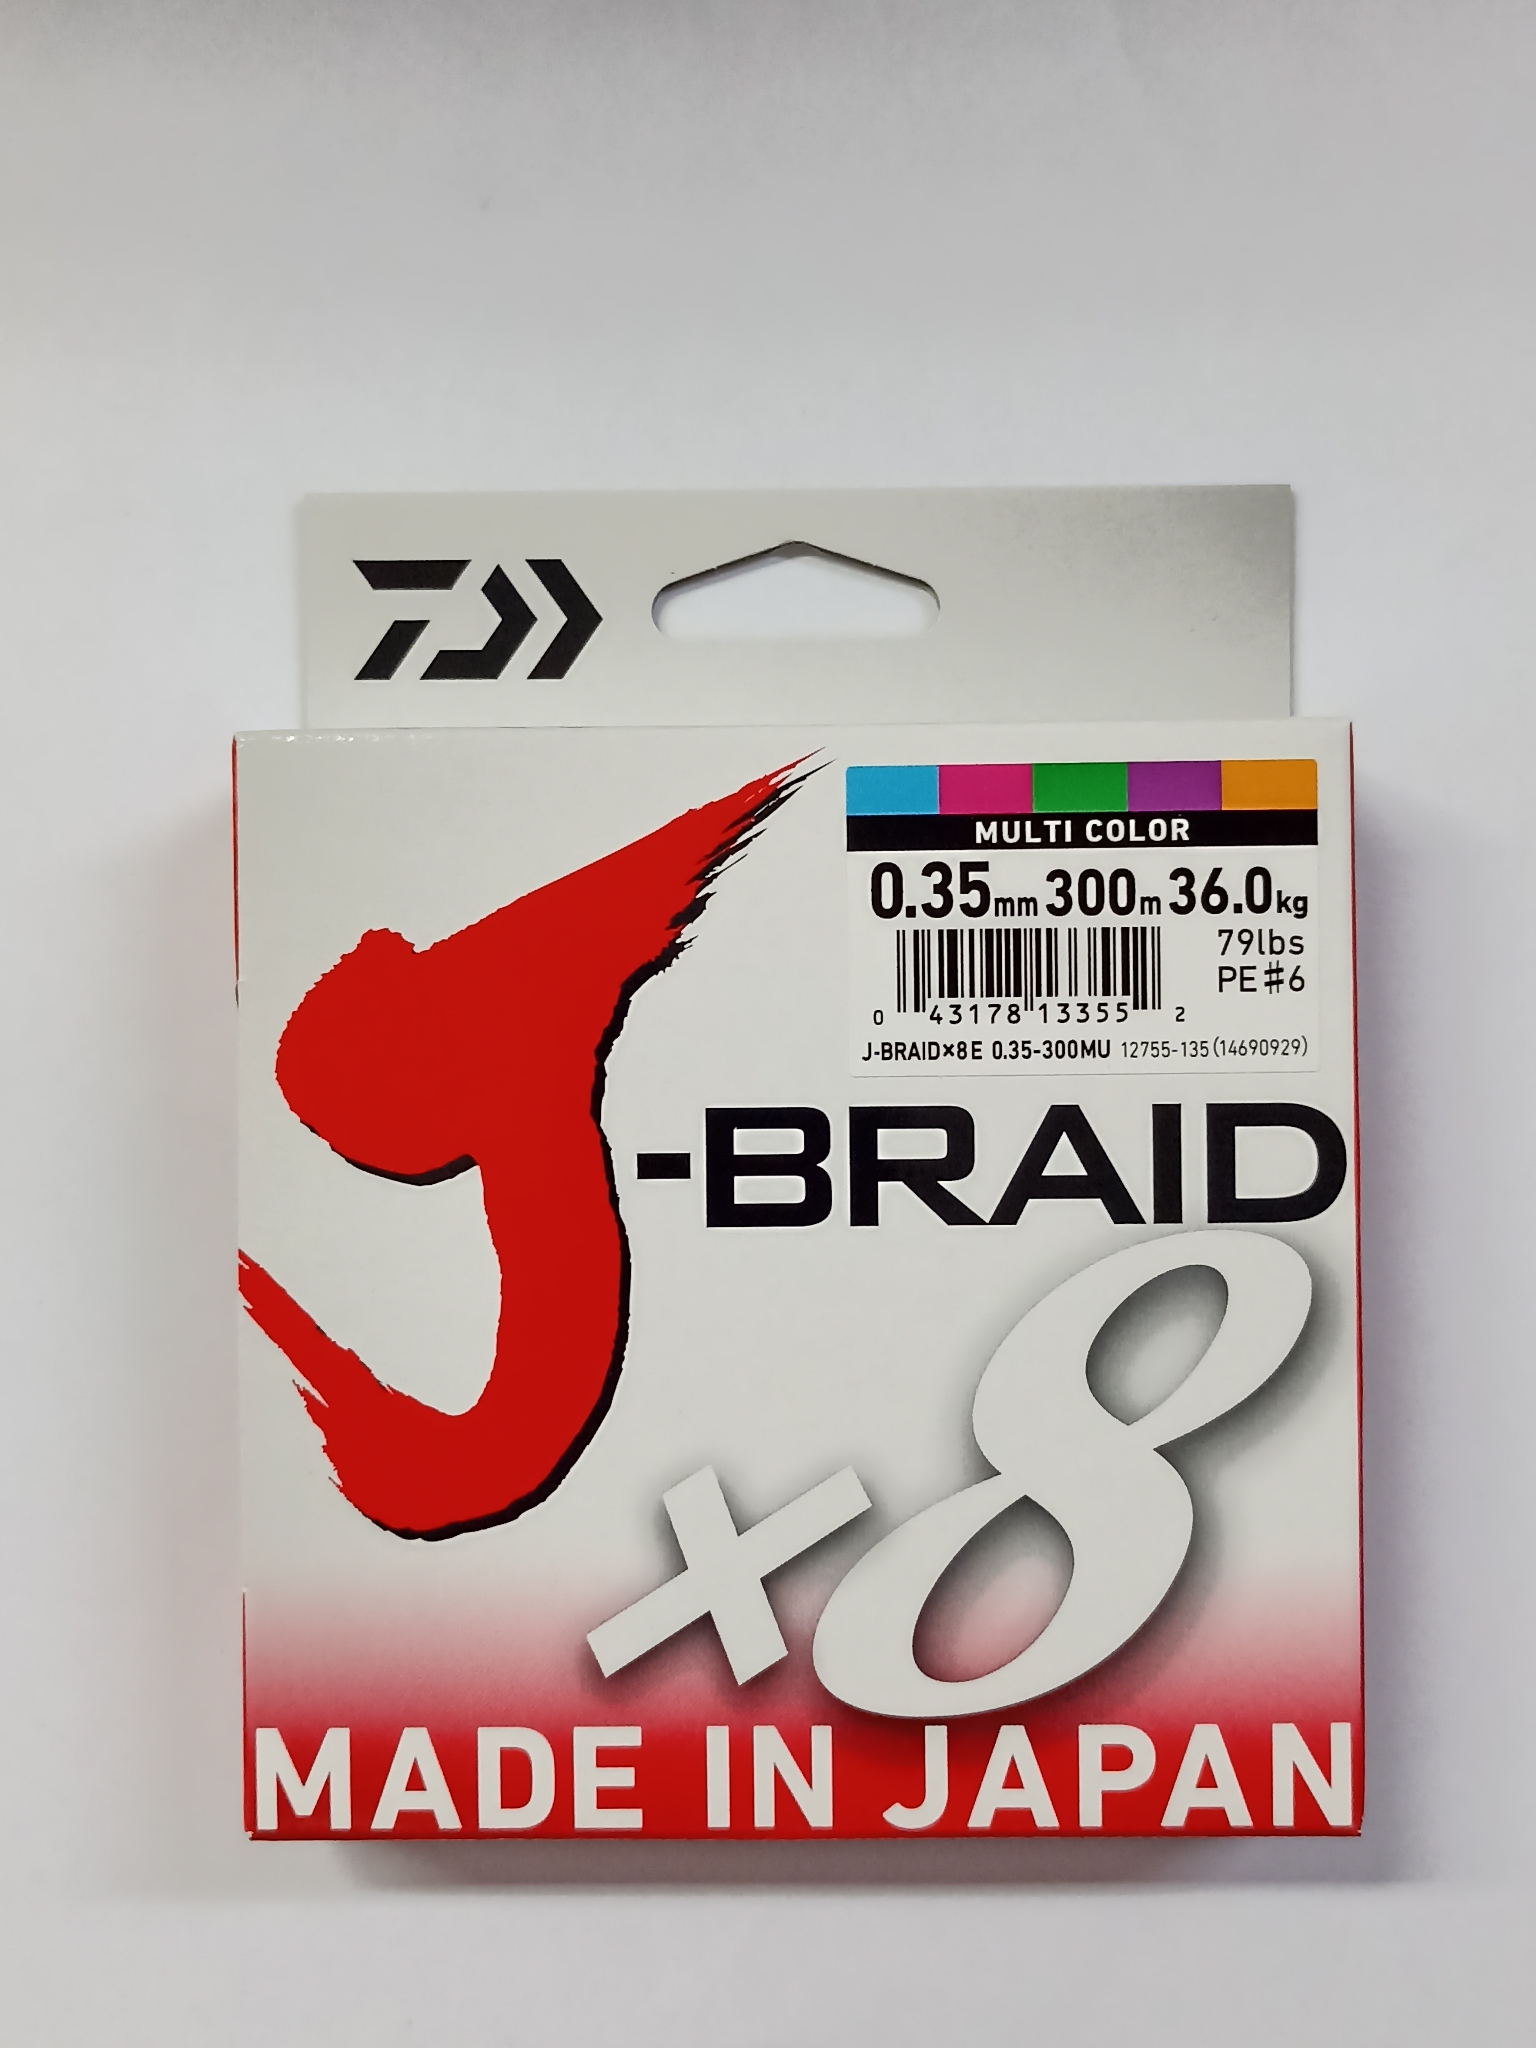 MULTI COLOR
0.35mm 300m 36.0kg
79lbs
PE#6
0 43178 13355 2
J-BRAID×8E 0.35-300MU 12755-135(14690929)
J-BRAID
×8
MADE IN JAPAN